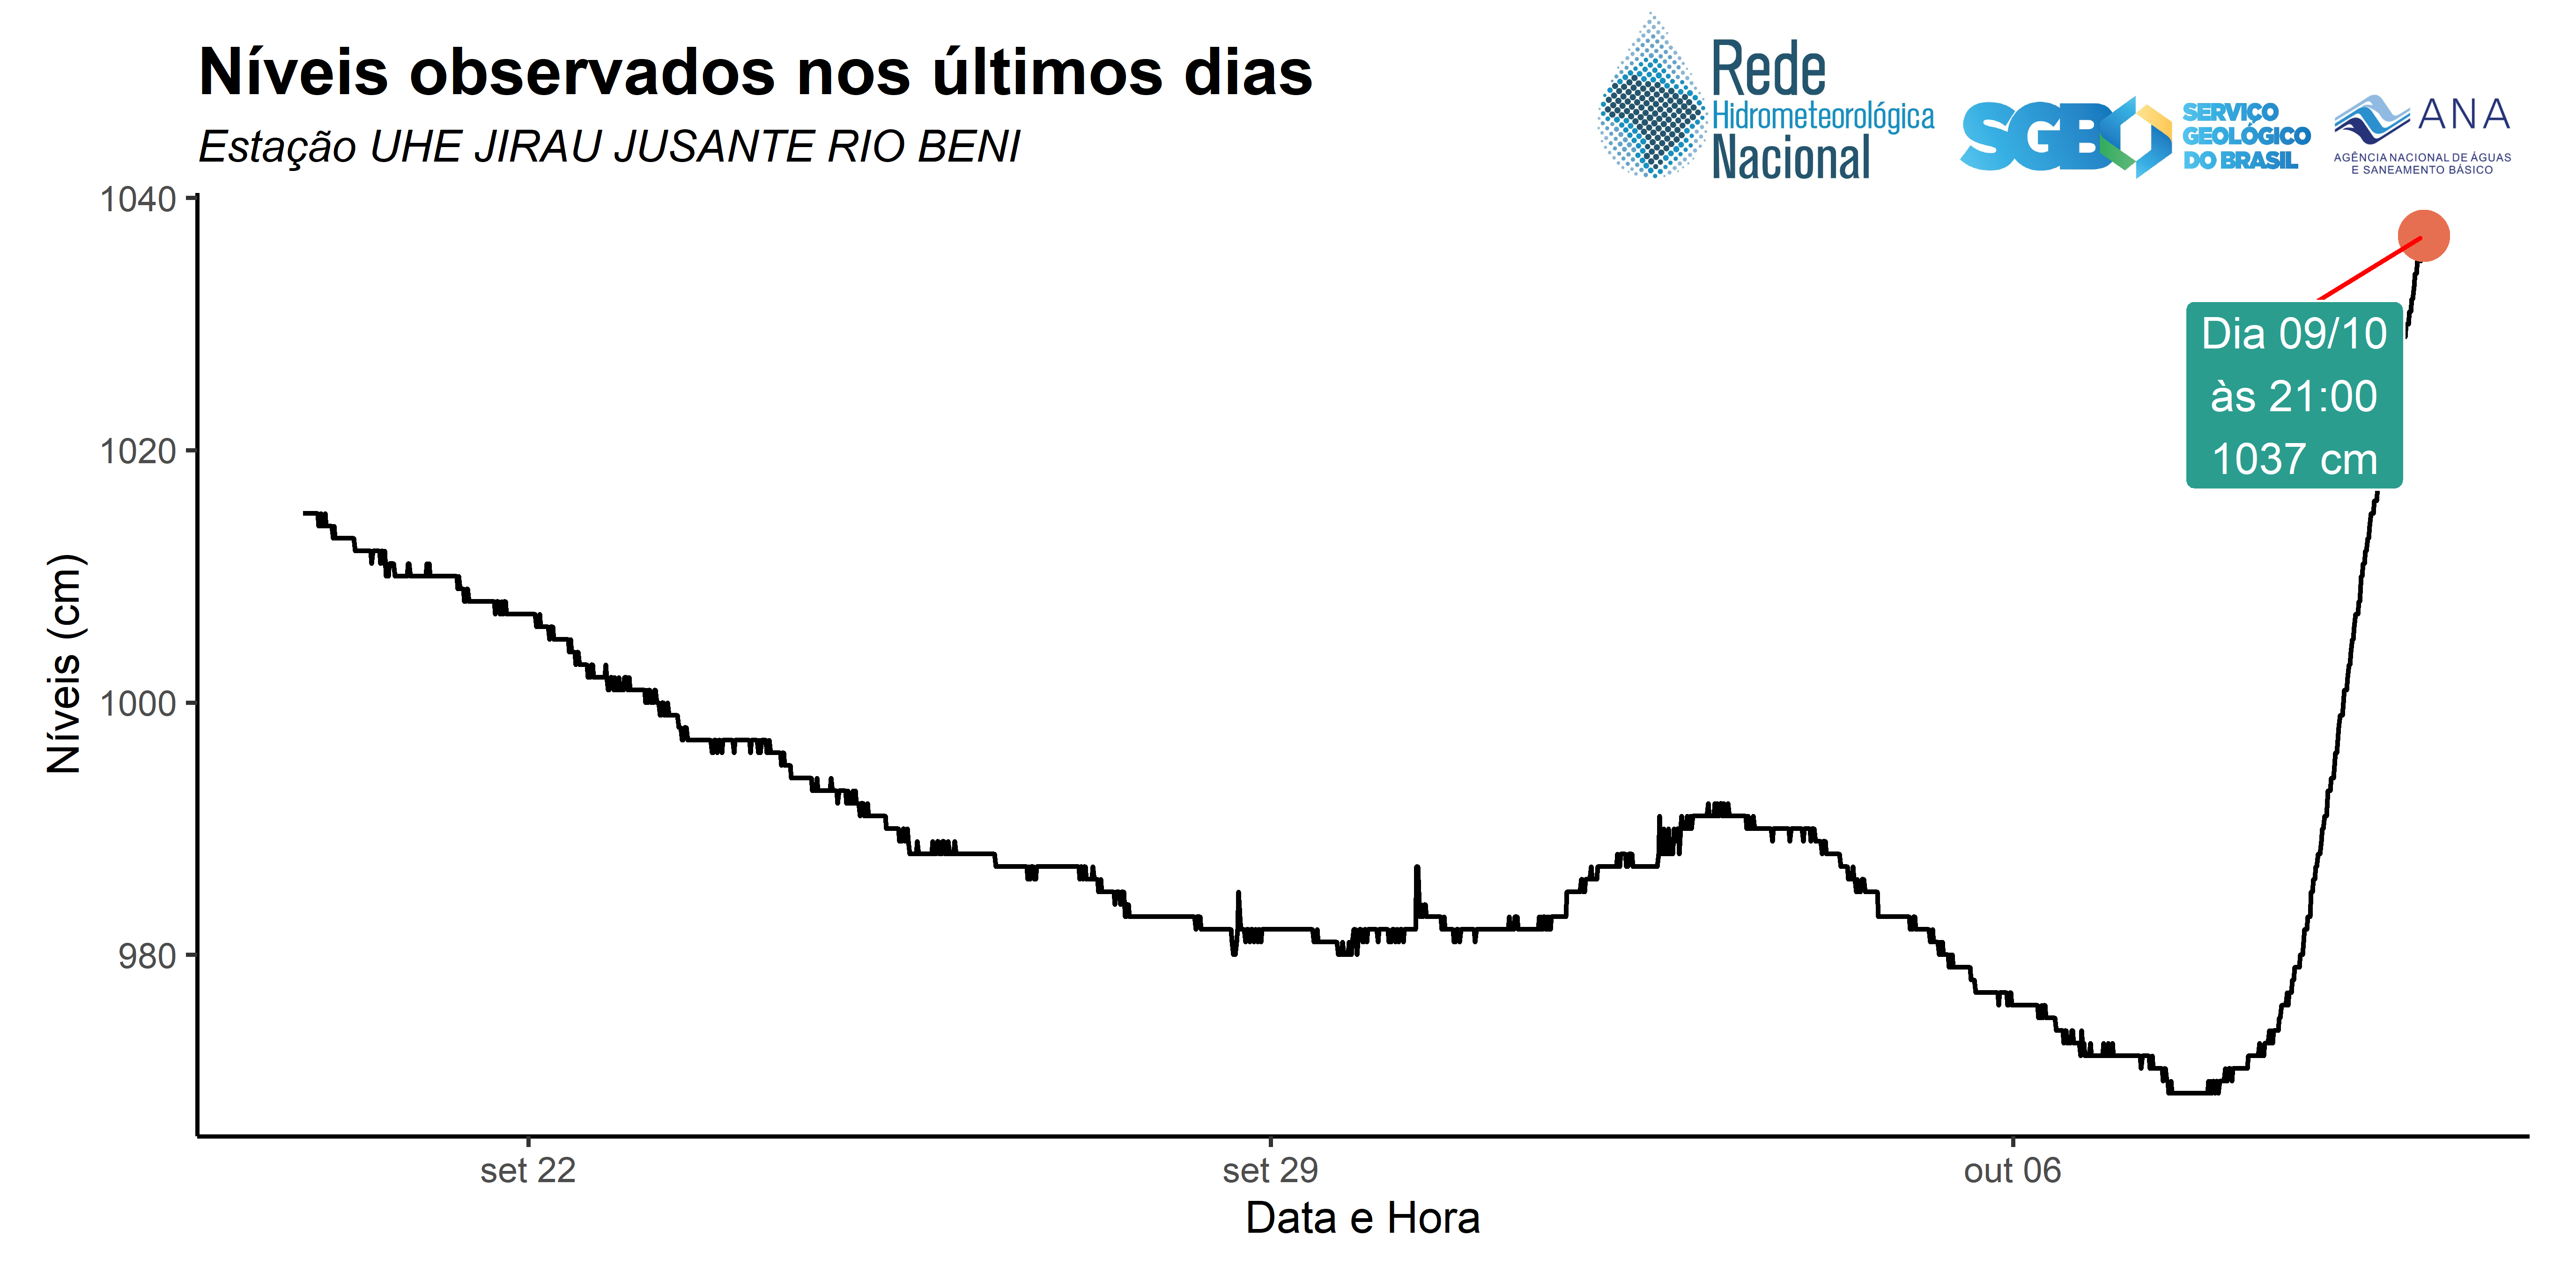 Níveis observados nos últimos dias
Estação UHE JIRAU JUSANTE RIO BENI
Rede
Hidrometeorológica
Nacional
SGB
SERVIÇO
GEOLÓGICO
DO BRASIL
ANA
AGÊNCIA NACIONAL DE ÁGUAS
E SANEAMENTO BÁSICO
1040
1020
1000
980
Níveis (cm)
Dia 09/10
às 21:00
1037 cm
set 22
set 29
out 06
Data e Hora